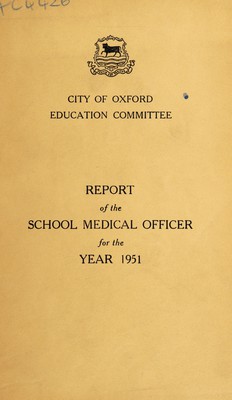 CITY OF OXFORD
EDUCATION COMMITTEE
REPORT
of the
SCHOOL MEDICAL OFFICER
for the
YEAR 1951